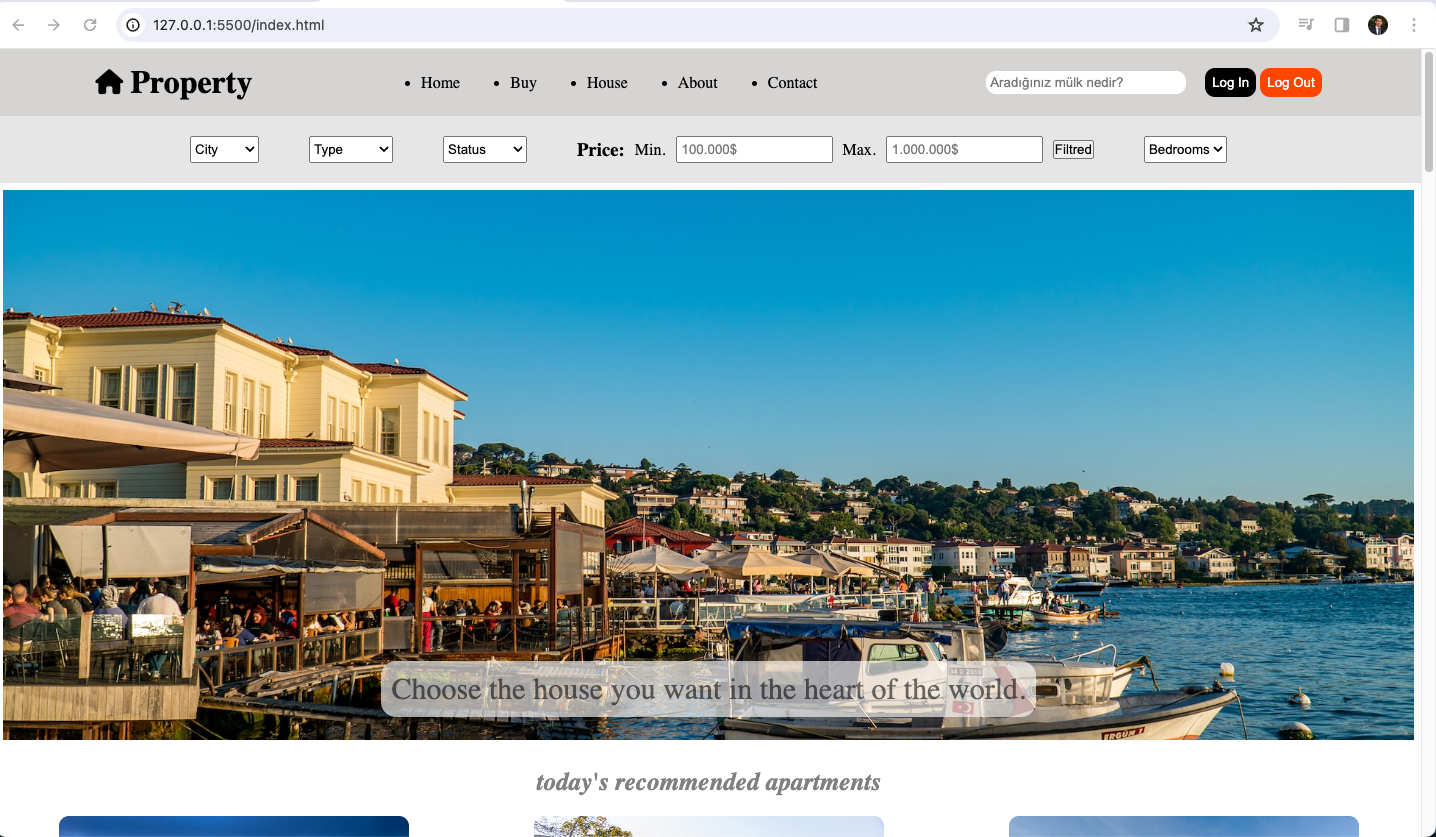 127.0.0.1:5500/index.html
Property
Home
Buy
House
About
Contact
Aradığınız mülk nedir?
Log In
Log Out
City
Type
Status
Price:
Min.
100.000$
Max.
1.000.000$
Filtred
Bedrooms
Choose the house you want in the heart of the world.
ERGÜN 1
today's recommended apartments